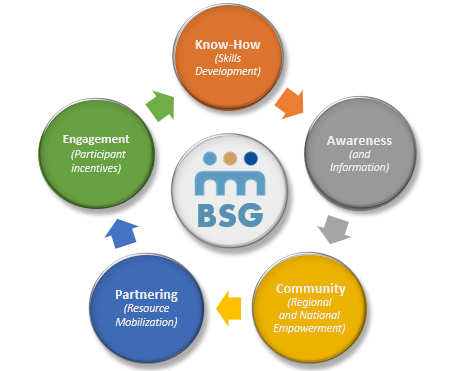 Know-How
(Skills
Development)
Awareness
(and
Information)
Community
(Regional
and National
Empowerment)
Partnering
(Resource
Mobilization)
Engagement
(Participant
incentives)
BSG